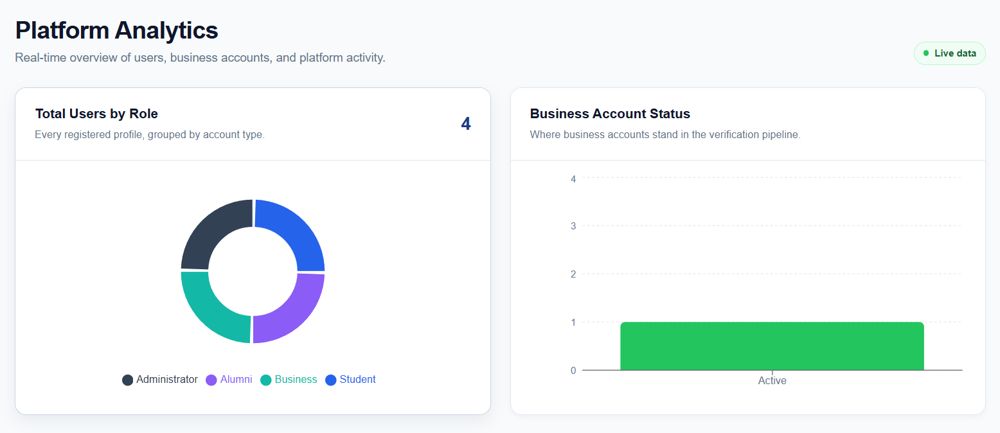 Platform Analytics
Real-time overview of users, business accounts, and platform activity.
Live data
Total Users by Role
Every registered profile, grouped by account type.
4
Administrator Alumni Business Student
Business Account Status
Where business accounts stand in the verification pipeline.
4
3
2
1
0
Active